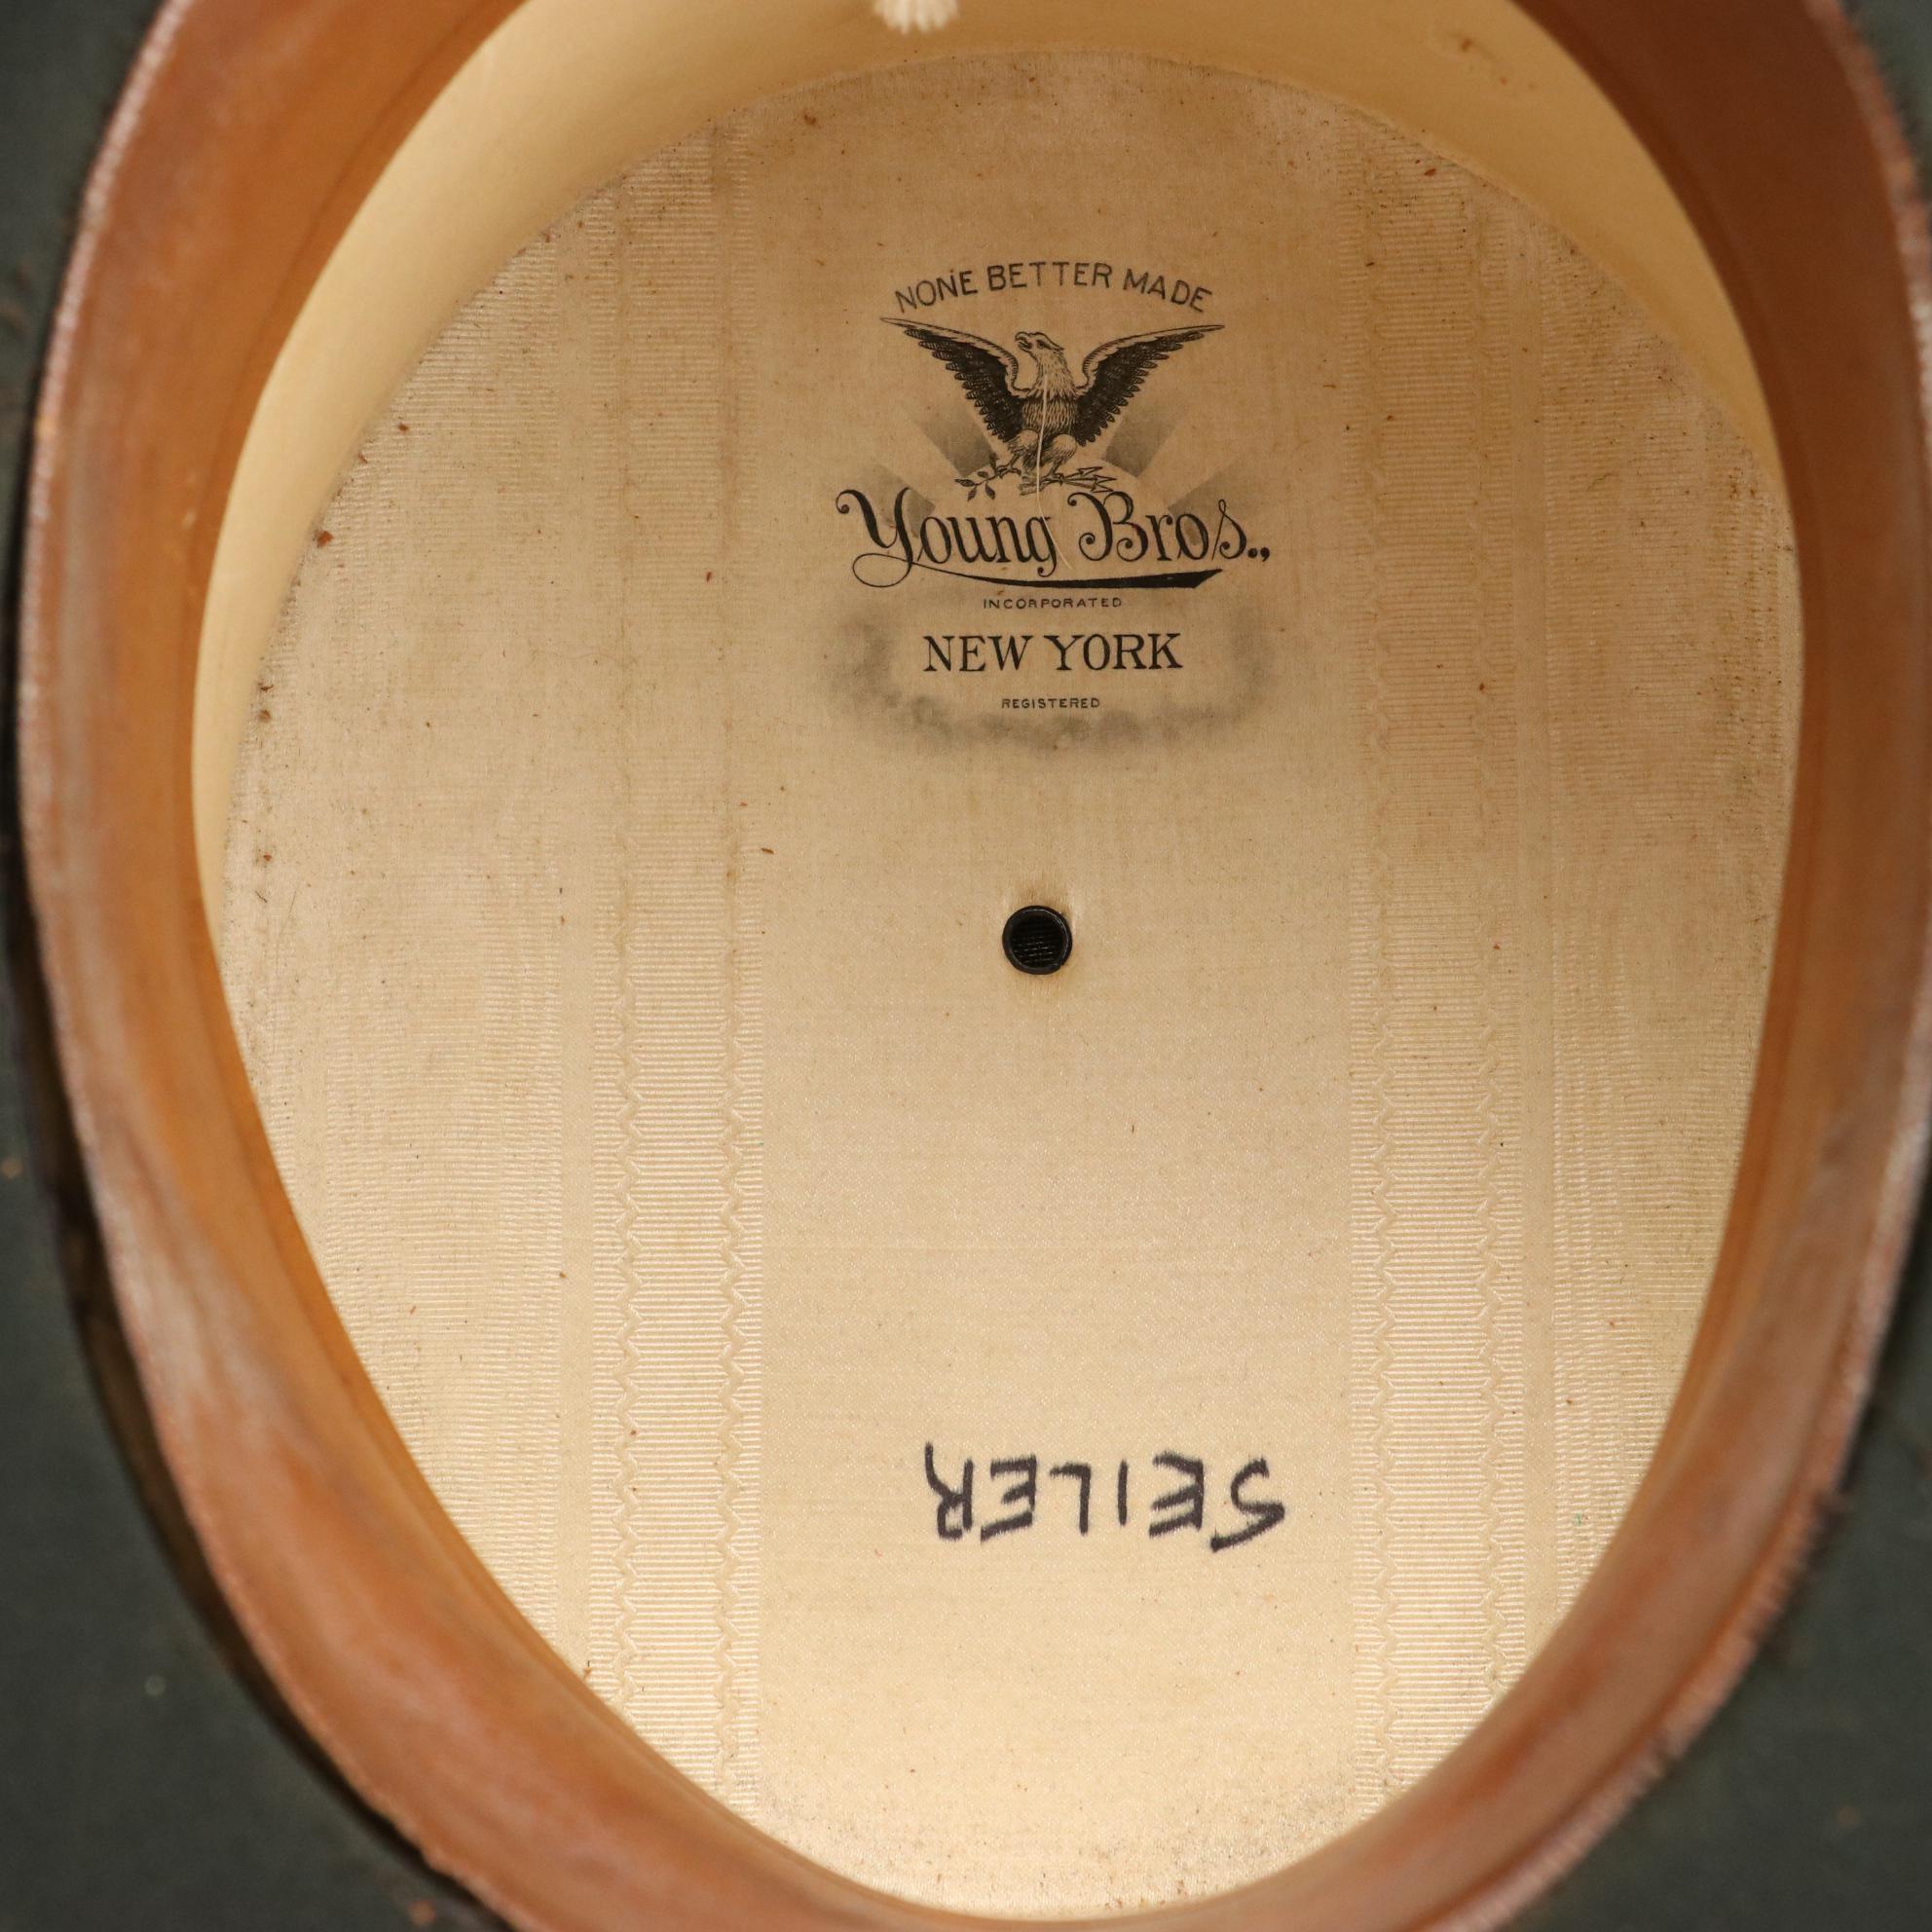 NONE BETTER MADE
Young Bros.,
INCORPORATED
NEW YORK
REGISTERED
SEILER